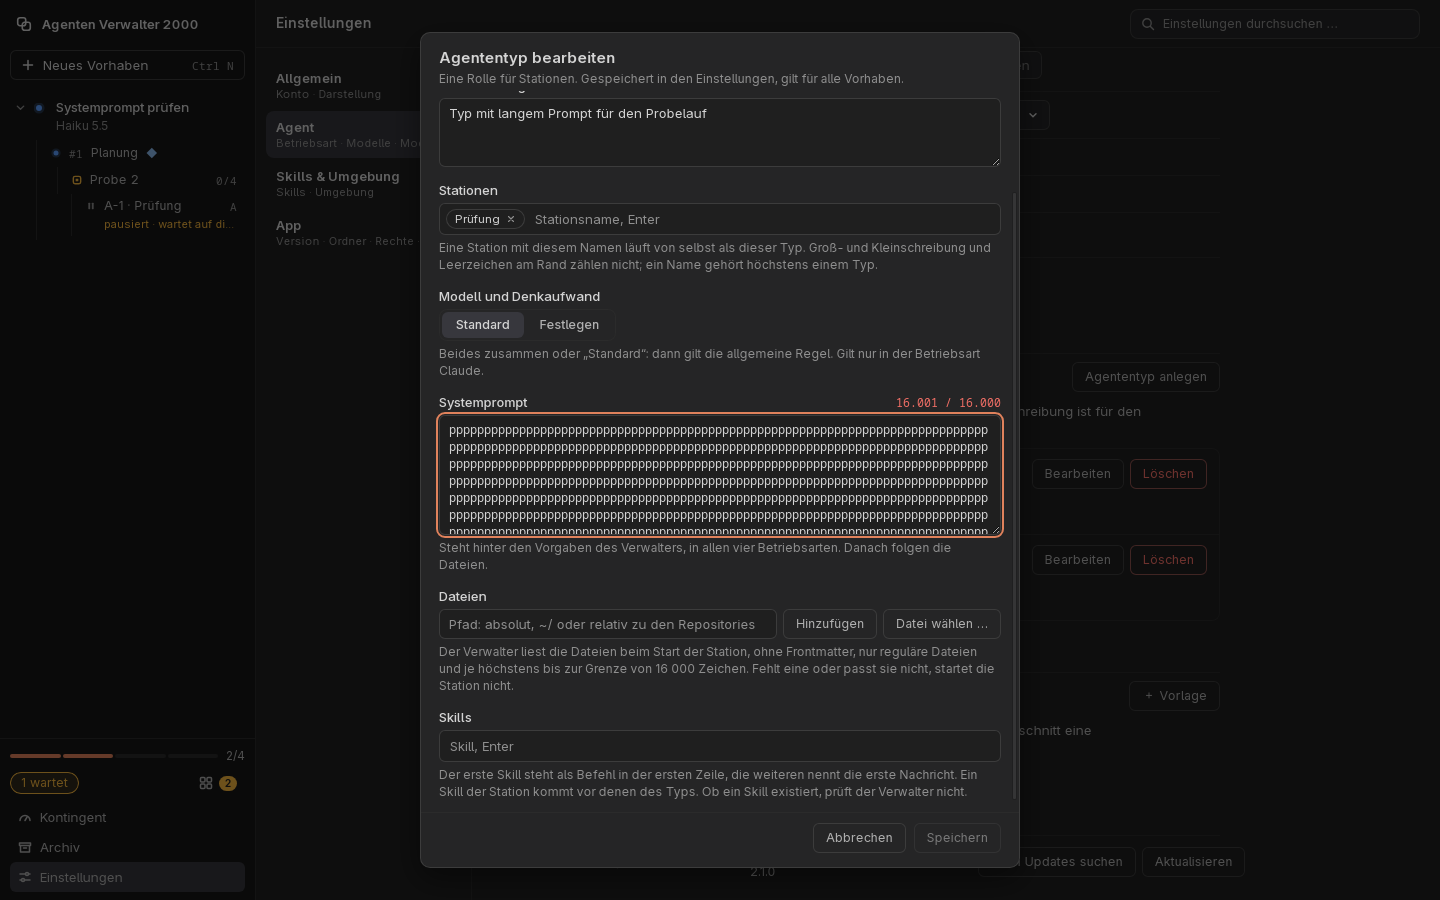 Agenten Verwalter 2000
Neues Vorhaben Ctrl N
Systemprompt prüfen
Haiku 5.5
#1 Planung
Probe 2 0/4
A-1 · Prüfung A
pausiert · wartet auf di…
2/4
1 wartet 2
Kontingent
Archiv
Einstellungen
Einstellungen
Einstellungen durchsuchen …
Allgemein
Konto · Darstellung
Agent
Betriebsart · Modelle
Skills & Umgebung
Skills · Umgebung
App
Version · Ordner · Rechte
Agententyp bearbeiten
Eine Rolle für Stationen. Gespeichert in den Einstellungen, gilt für alle Vorhaben.
Typ mit langem Prompt für den Probelauf
Stationen
Prüfung ✕ Stationsname, Enter
Eine Station mit diesem Namen läuft von selbst als dieser Typ. Groß- und Kleinschreibung und
Leerzeichen am Rand zählen nicht; ein Name gehört höchstens einem Typ.
Modell und Denkaufwand
Standard Festlegen
Beides zusammen oder „Standard“: dann gilt die allgemeine Regel. Gilt nur in der Betriebsart
Claude.
Systemprompt 16.001 / 16.000
ppppppppppppppppppppppppppppppppppppppppppppppppppppppppppppppppppppppppppppp
ppppppppppppppppppppppppppppppppppppppppppppppppppppppppppppppppppppppppppppp
ppppppppppppppppppppppppppppppppppppppppppppppppppppppppppppppppppppppppppppp
ppppppppppppppppppppppppppppppppppppppppppppppppppppppppppppppppppppppppppppp
ppppppppppppppppppppppppppppppppppppppppppppppppppppppppppppppppppppppppppppp
ppppppppppppppppppppppppppppppppppppppppppppppppppppppppppppppppppppppppppppp
ppppppppppppppppppppppppppppppppppppppppppppppppppppppppppppppppppppppppppppp
Steht hinter den Vorgaben des Verwalters, in allen vier Betriebsarten. Danach folgen die
Dateien.
Dateien
Pfad: absolut, ~/ oder relativ zu den Repositories Hinzufügen Datei wählen …
Der Verwalter liest die Dateien beim Start der Station, ohne Frontmatter, nur reguläre Dateien
und je höchstens bis zur Grenze von 16 000 Zeichen. Fehlt eine oder passt sie nicht, startet die
Station nicht.
Skills
Skill, Enter
Der erste Skill steht als Befehl in der ersten Zeile, die weiteren nennt die erste Nachricht. Ein
Skill der Station kommt vor denen des Typs. Ob ein Skill existiert, prüft der Verwalter nicht.
Abbrechen Speichern
Agententyp anlegen
ist für den
Bearbeiten Löschen
Bearbeiten Löschen
+ Vorlage
eine
Updates suchen Aktualisieren
2.1.0